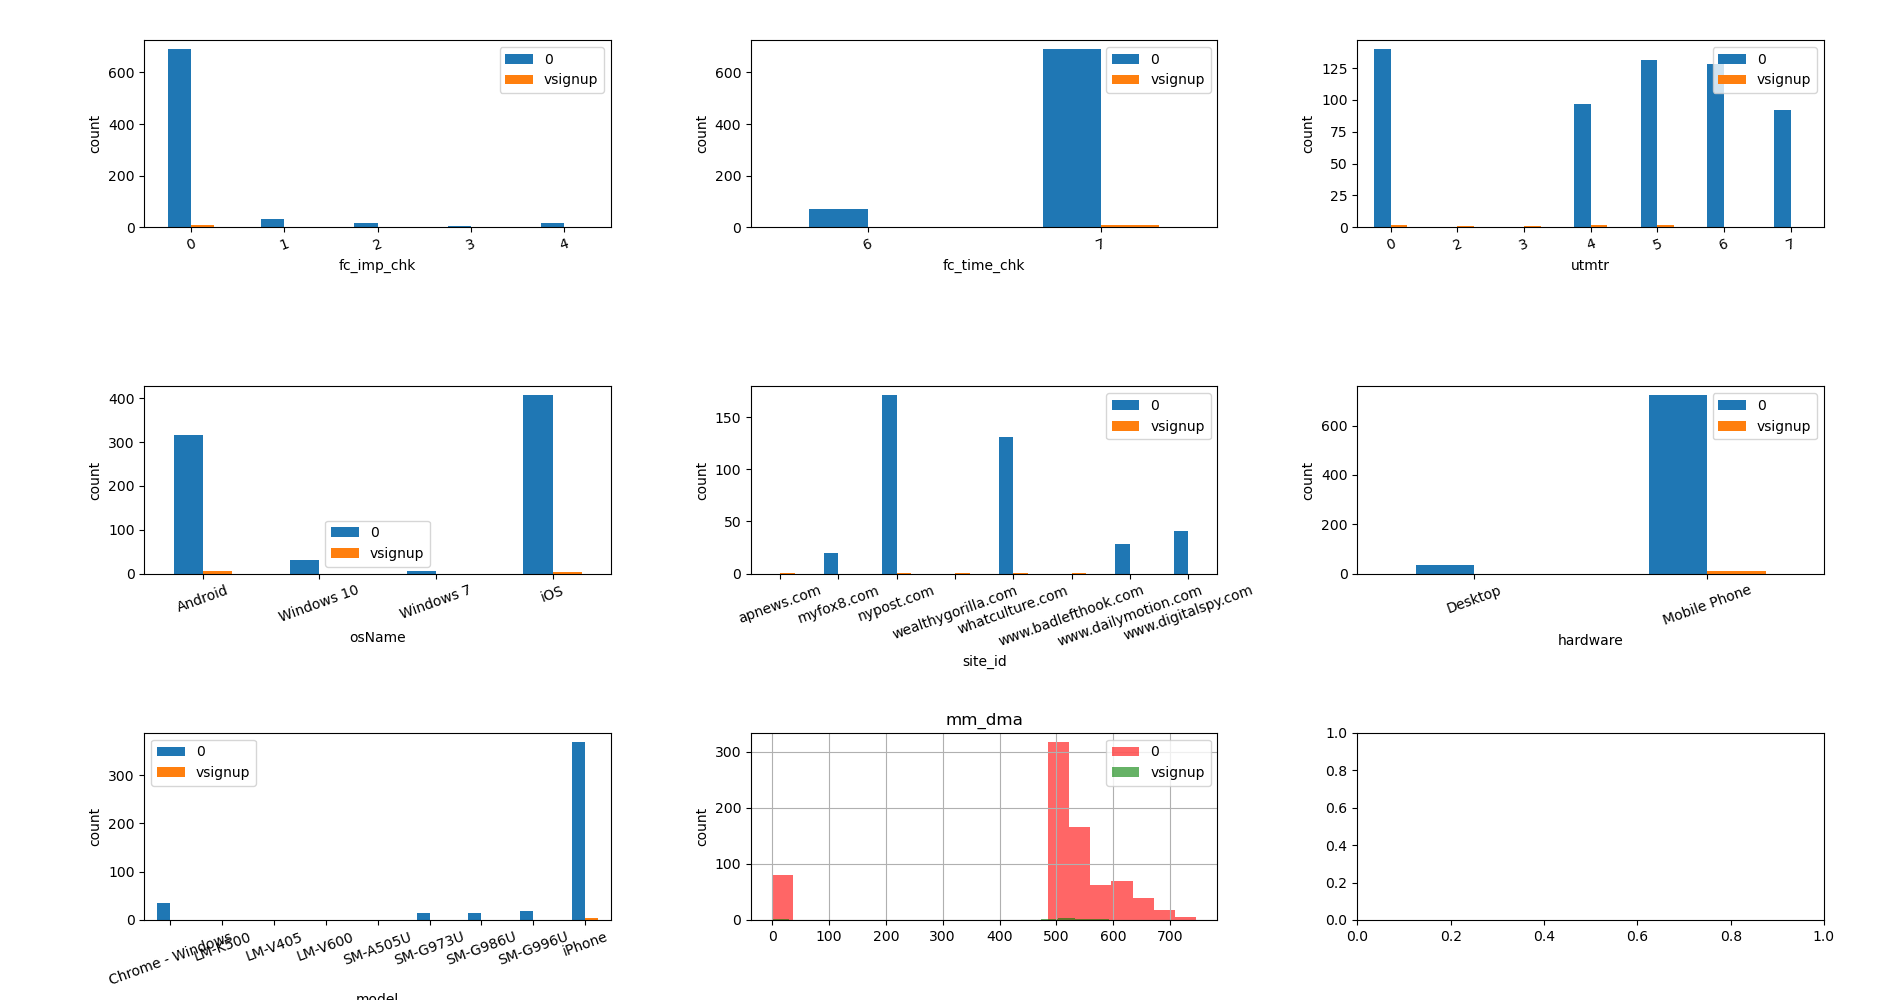 600
400
200
0
count
0
vsignup
0 1 2 3 4
fc_imp_chk
600
400
200
0
count
0
vsignup
6 7
fc_time_chk
125
100
75
50
25
0
count
0
vsignup
0 2 3 4 5 6 7
utmtr
400
300
200
100
0
count
0
vsignup
Android Windows 10 Windows 7 iOS
osName
150
100
50
0
count
0
vsignup
apnews.com myfox8.com nypost.com wealthygorilla.com whatculture.com www.badlefthook.com www.dailymotion.com www.digitalspy.com
site_id
600
400
200
0
count
0
vsignup
Desktop Mobile Phone
hardware
300
200
100
0
count
0
vsignup
Chrome - Windows LM-K500 LM-V405 LM-V600 SM-A505U SM-G973U SM-G986U SM-G996U iPhone
model
mm_dma
300
200
100
0
count
0
vsignup
0 100 200 300 400 500 600 700
1.0
0.8
0.6
0.4
0.2
0.0
0.0 0.2 0.4 0.6 0.8 1.0